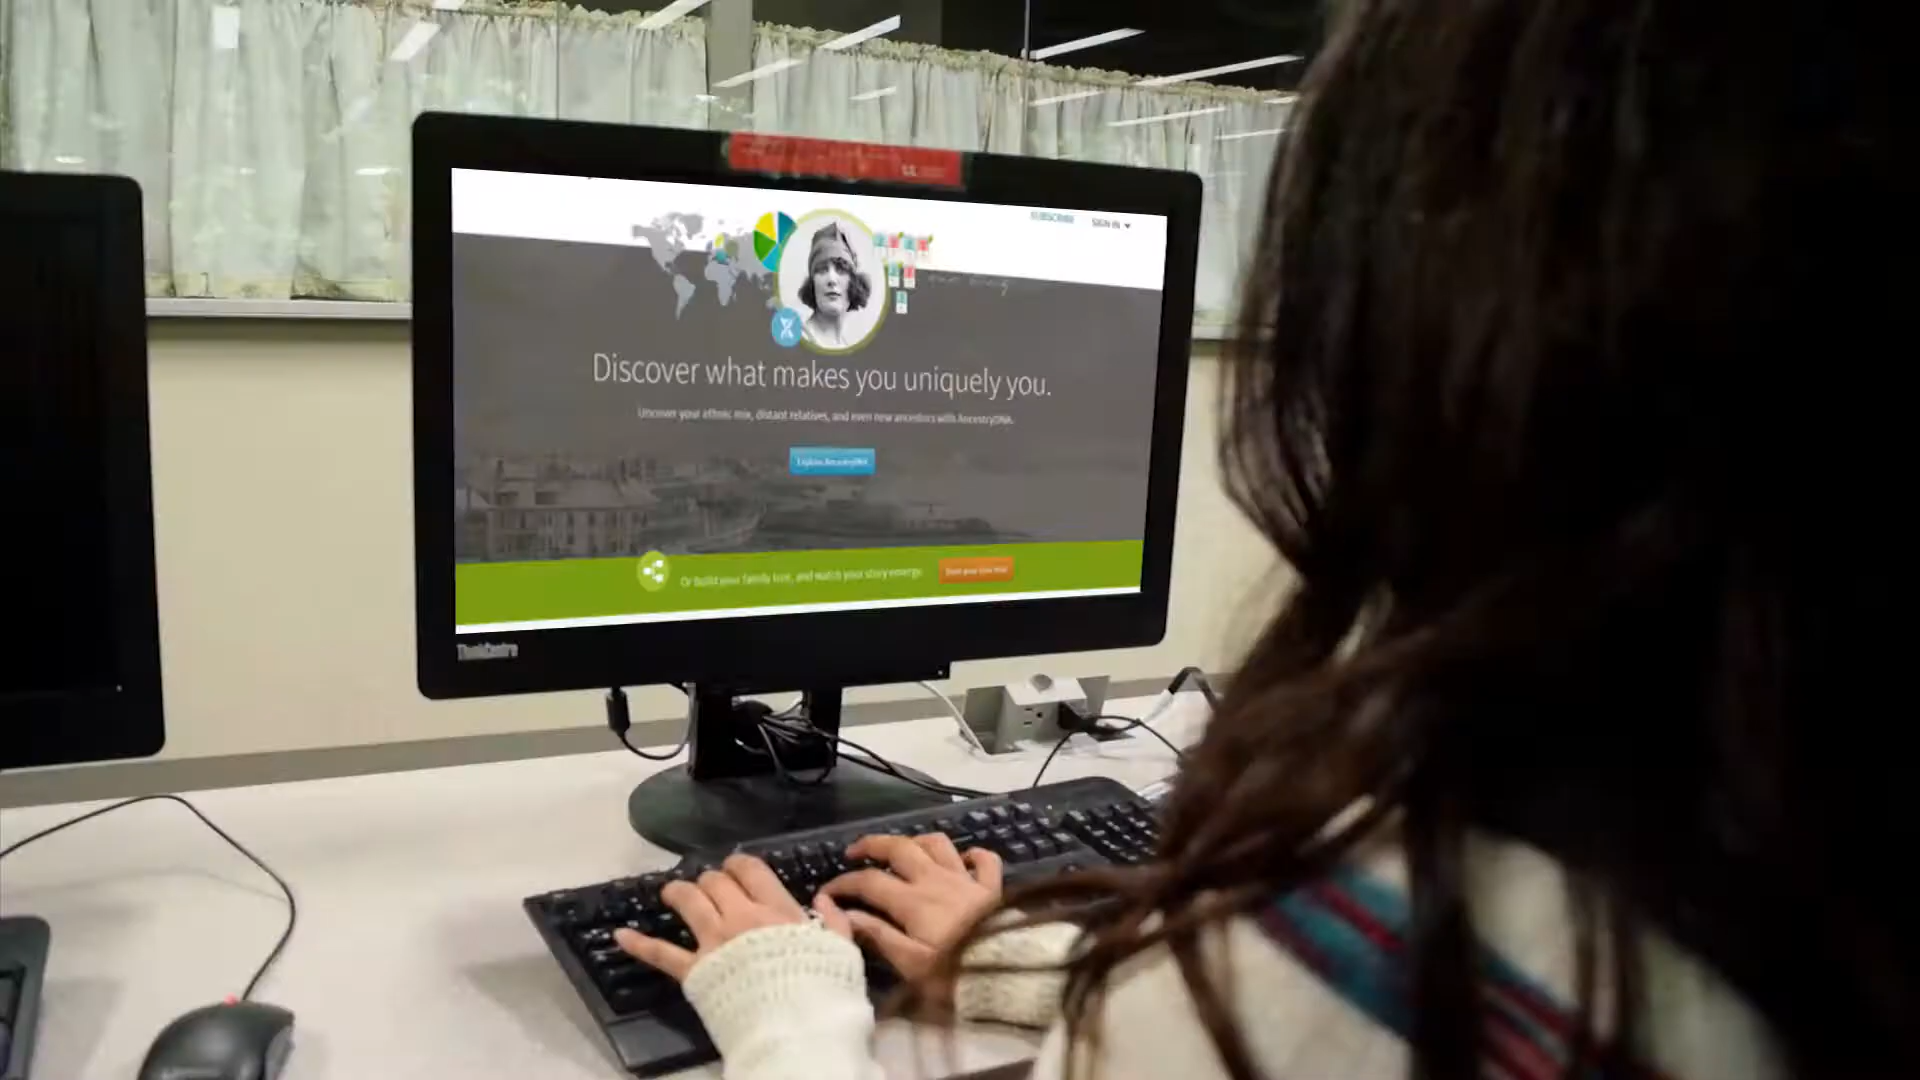 SUBSCRIBE SIGN IN
Discover what makes you uniquely you.
Uncover your ethnic mix, distant relatives, and even new ancestors with AncestryDNA.
Explore AncestryDNA
Or build your family tree, and watch your story emerge.
ThinkCentre